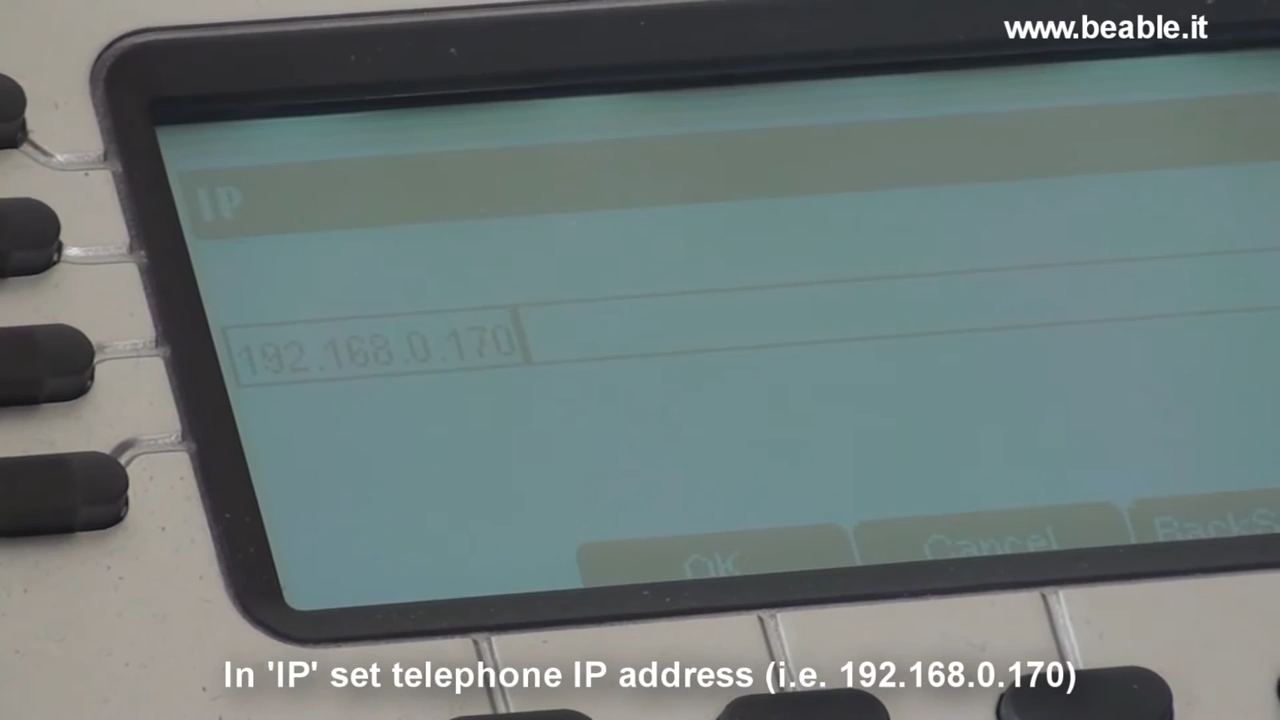 www.beable.it
IP
192.168.0.170
OK
Cancel
BackS
In 'IP' set telephone IP address (i.e. 192.168.0.170)